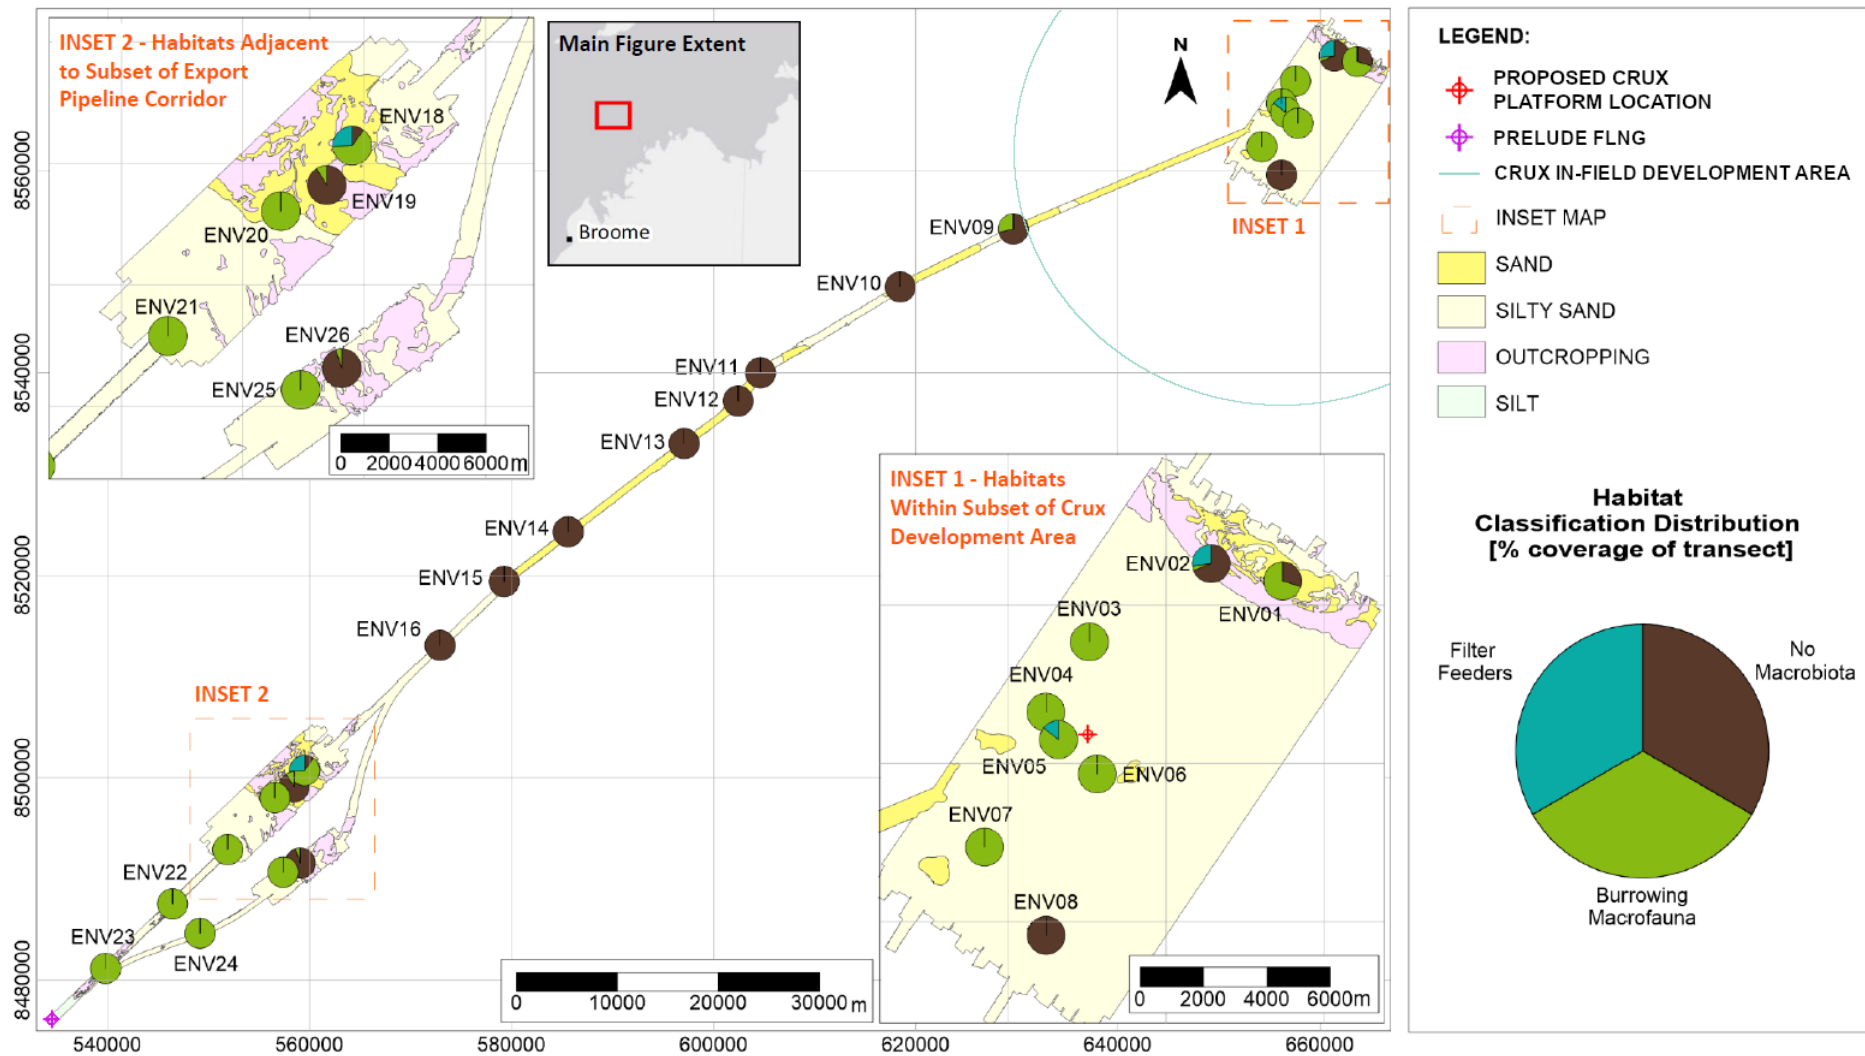 INSET 2 - Habitats Adjacent
to Subset of Export
Pipeline Corridor
ENV18
ENV19
ENV20
ENV21
ENV26
ENV25
0 2000 4000 6000 m
Main Figure Extent
Broome
N
INSET 1
ENV09
ENV10
ENV11
ENV12
ENV13
ENV14
ENV15
ENV16
INSET 2
ENV22
ENV23
ENV24
0 10000 20000 30000 m
INSET 1 - Habitats
Within Subset of Crux
Development Area
ENV02
ENV01
ENV03
ENV04
ENV05
ENV06
ENV07
ENV08
0 2000 4000 6000m
8560000
8540000
8520000
8500000
8480000
540000 560000 580000 600000 620000 640000 660000
LEGEND:
PROPOSED CRUX
PLATFORM LOCATION
PRELUDE FLNG
CRUX IN-FIELD DEVELOPMENT AREA
INSET MAP
SAND
SILTY SAND
OUTCROPPING
SILT
Habitat
Classification Distribution
[% coverage of transect]
Filter
Feeders
No
Macrobiota
Burrowing
Macrofauna